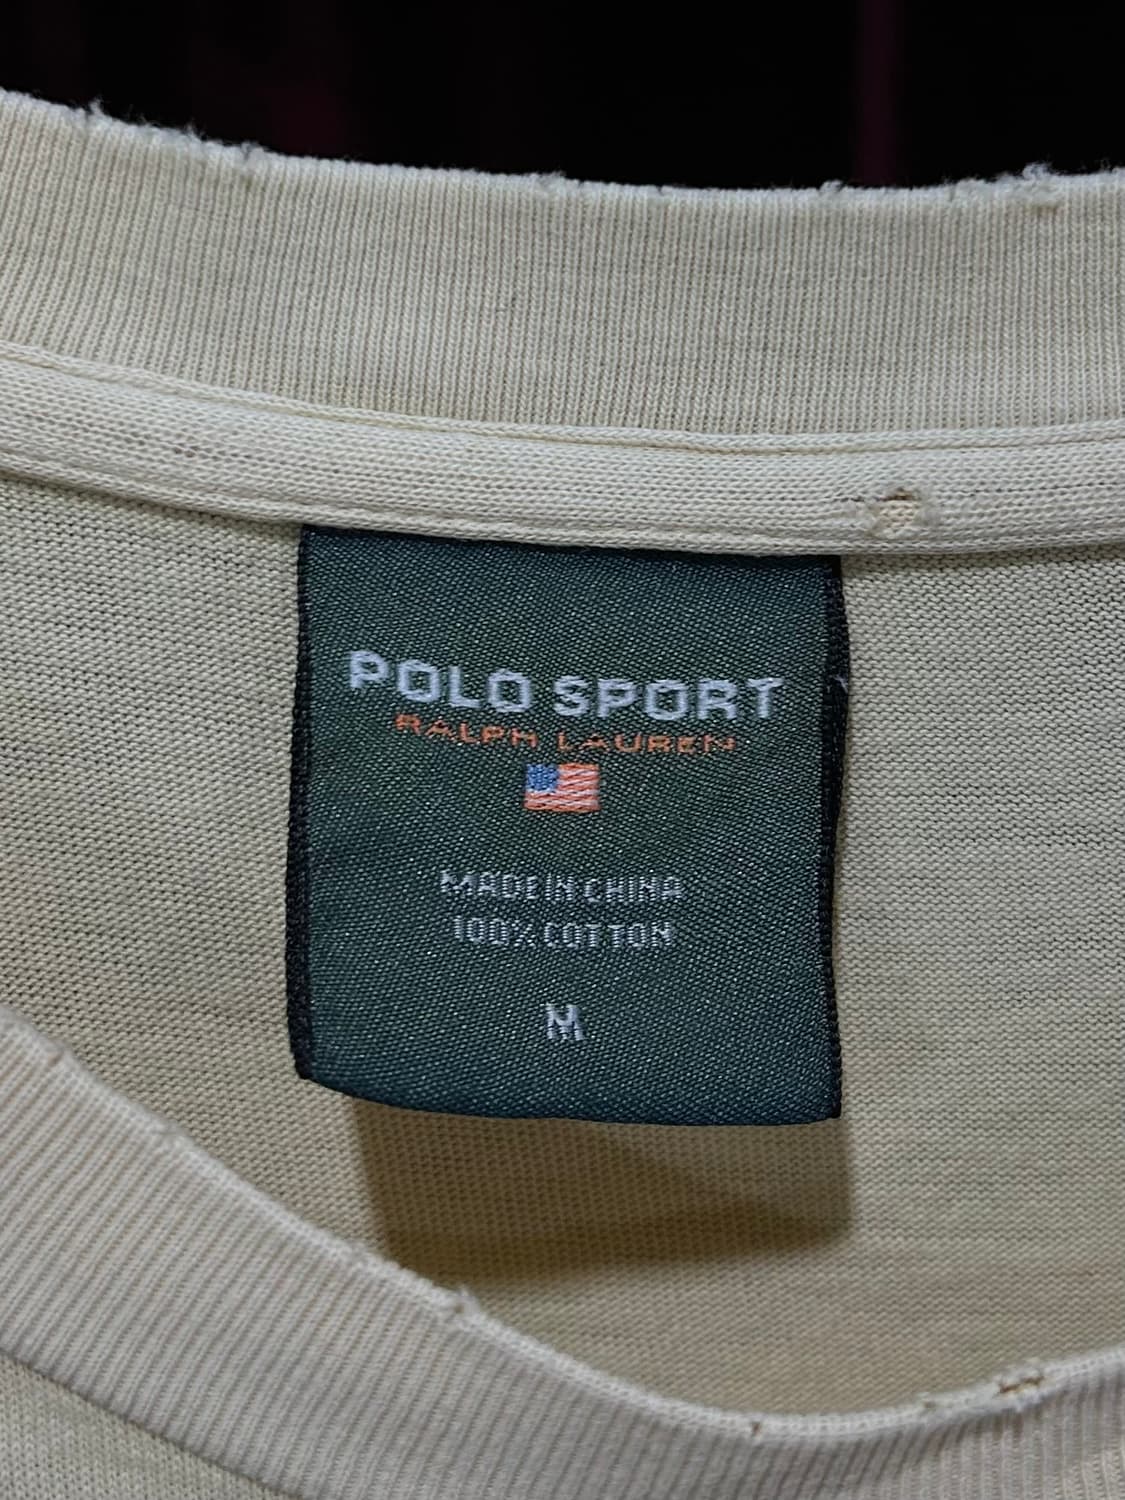 POLO SPORT
RALPH LAUREN
MADE IN CHINA
100% COTTON
M